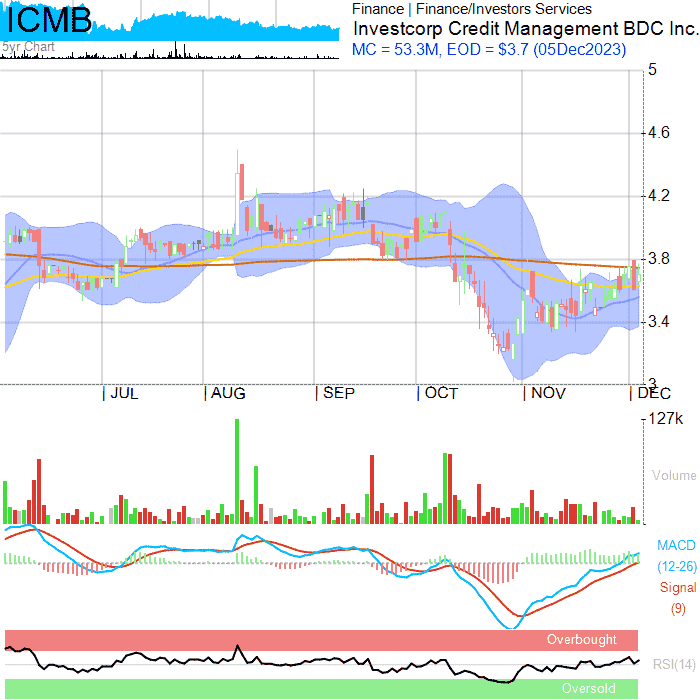 ICMB
5yr Chart
Finance | Finance/Investors Services
Investcorp Credit Management BDC Inc.
MC = 53.3M, EOD = $3.7 (05Dec2023)
5
4.6
4.2
3.8
3.4
3
JUL
AUG
SEP
OCT
NOV
DEC
127k
Volume
MACD
(12-26)
Signal
(9)
Overbought
RSI(14)
Oversold